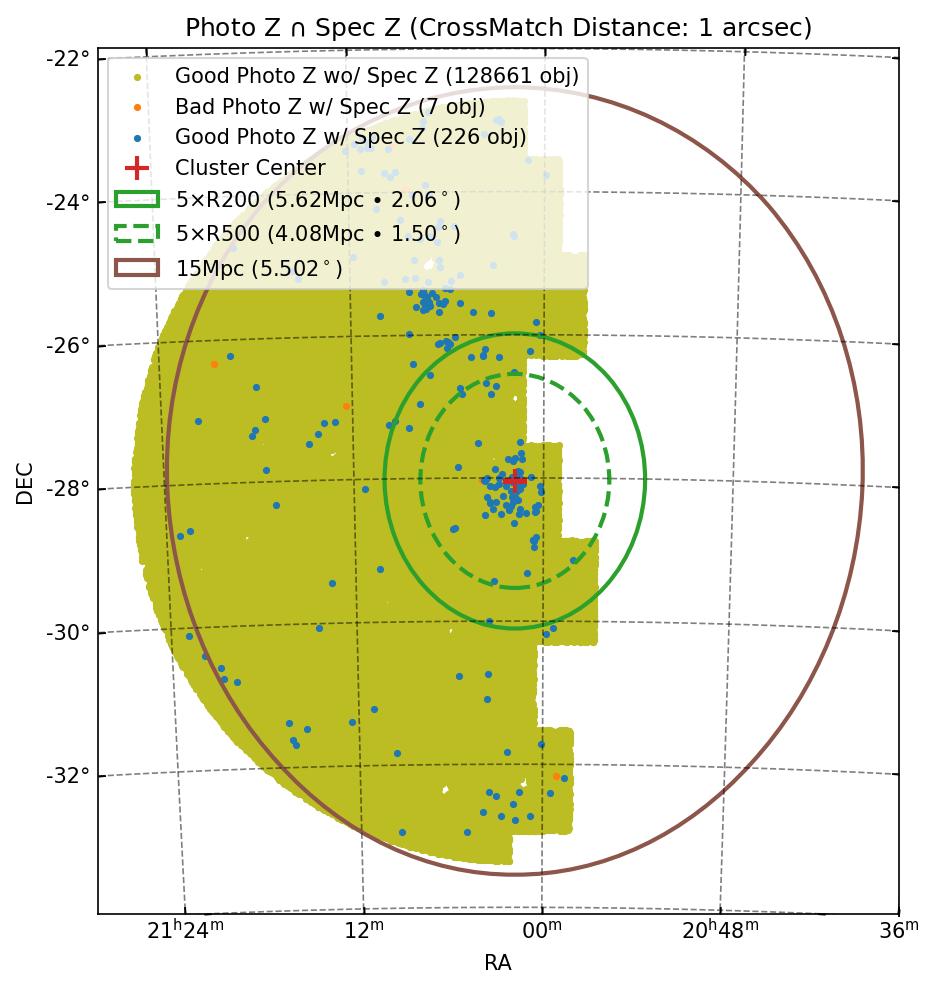 Photo Z ∩ Spec Z (CrossMatch Distance: 1 arcsec)
-22°
Good Photo Z wo/ Spec Z (128661 obj)
Bad Photo Z w/ Spec Z (7 obj)
Good Photo Z w/ Spec Z (226 obj)
Cluster Center
5×R200 (5.62Mpc • 2.06°)
5×R500 (4.08Mpc • 1.50°)
15Mpc (5.502°)
-24°
-26°
-28°
-30°
-32°
DEC
21ʰ24ᵐ 12ᵐ 00ᵐ 20ʰ48ᵐ 36ᵐ
RA